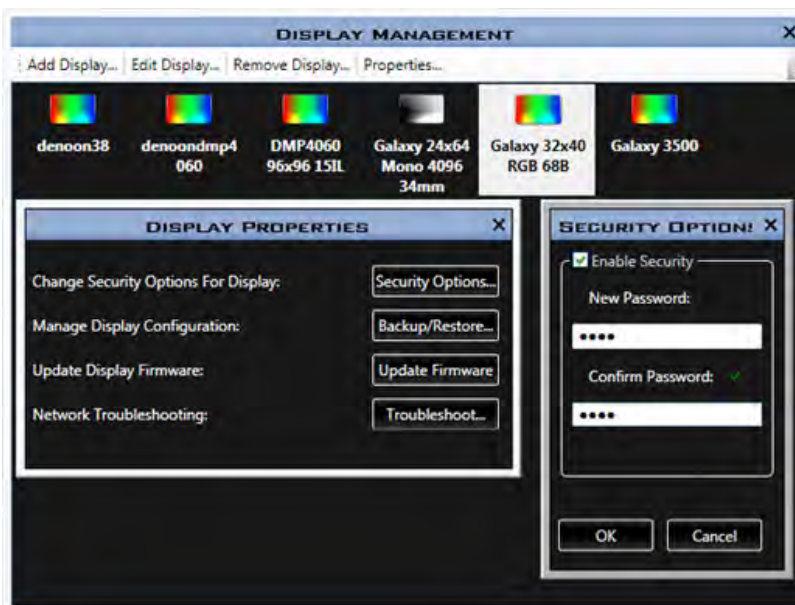 DISPLAY MANAGEMENT
Add Display... Edit Display... Remove Display... Properties...
denoon38
denoondmp4
060
DMP4060
96x96 15IL
Galaxy 24x64
Mono 4096
34mm
Galaxy 32x40
RGB 68B
Galaxy 3500
DISPLAY PROPERTIES
Change Security Options For Display: Security Options...
Manage Display Configuration: Backup/Restore...
Update Display Firmware: Update Firmware
Network Troubleshooting: Troubleshoot...
SECURITY OPTION
Enable Security
New Password:
••••
Confirm Password:
••••
OK Cancel